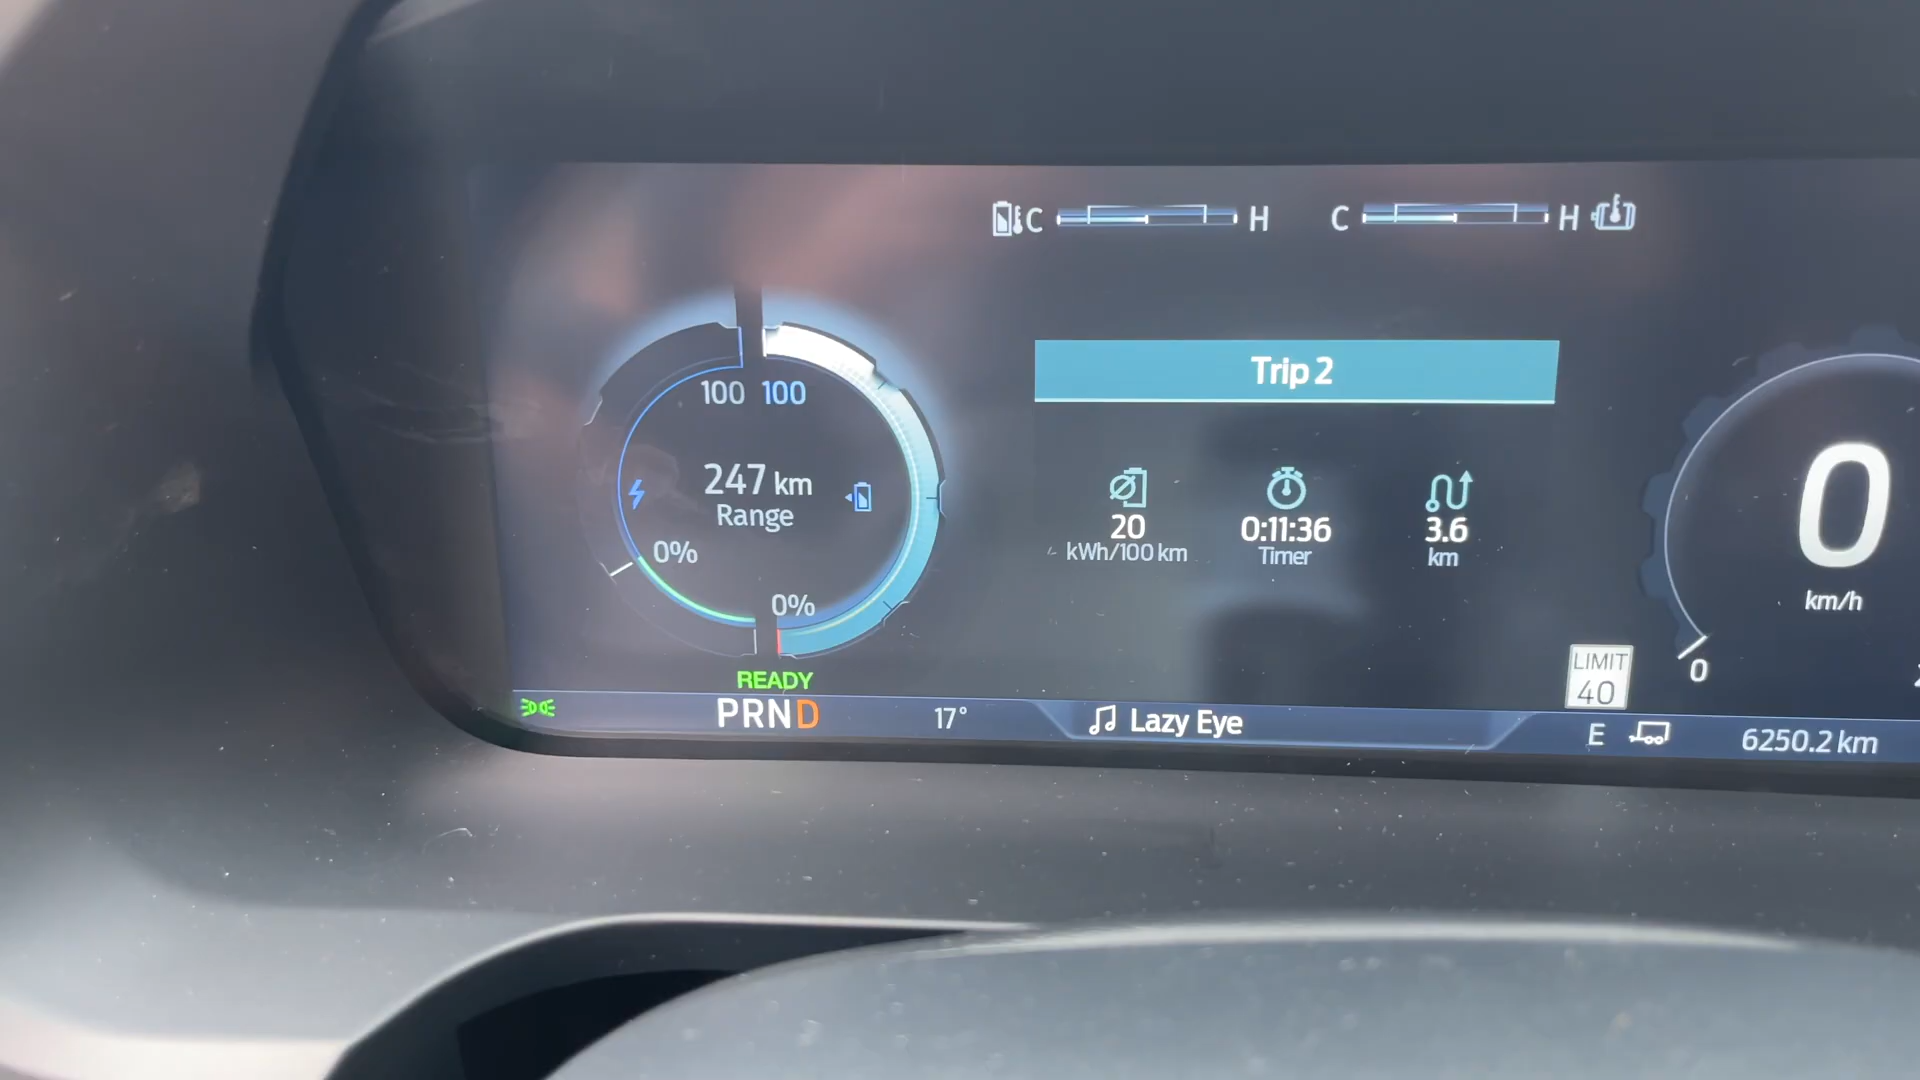 C H C H
Trip 2
100 100
247 km
Range
0%
0%
20
kWh/100 km
0:11:36
Timer
3.6
km
0
km/h
0
LIMIT
40
READY
PRND
17°
Lazy Eye
E
6250.2 km